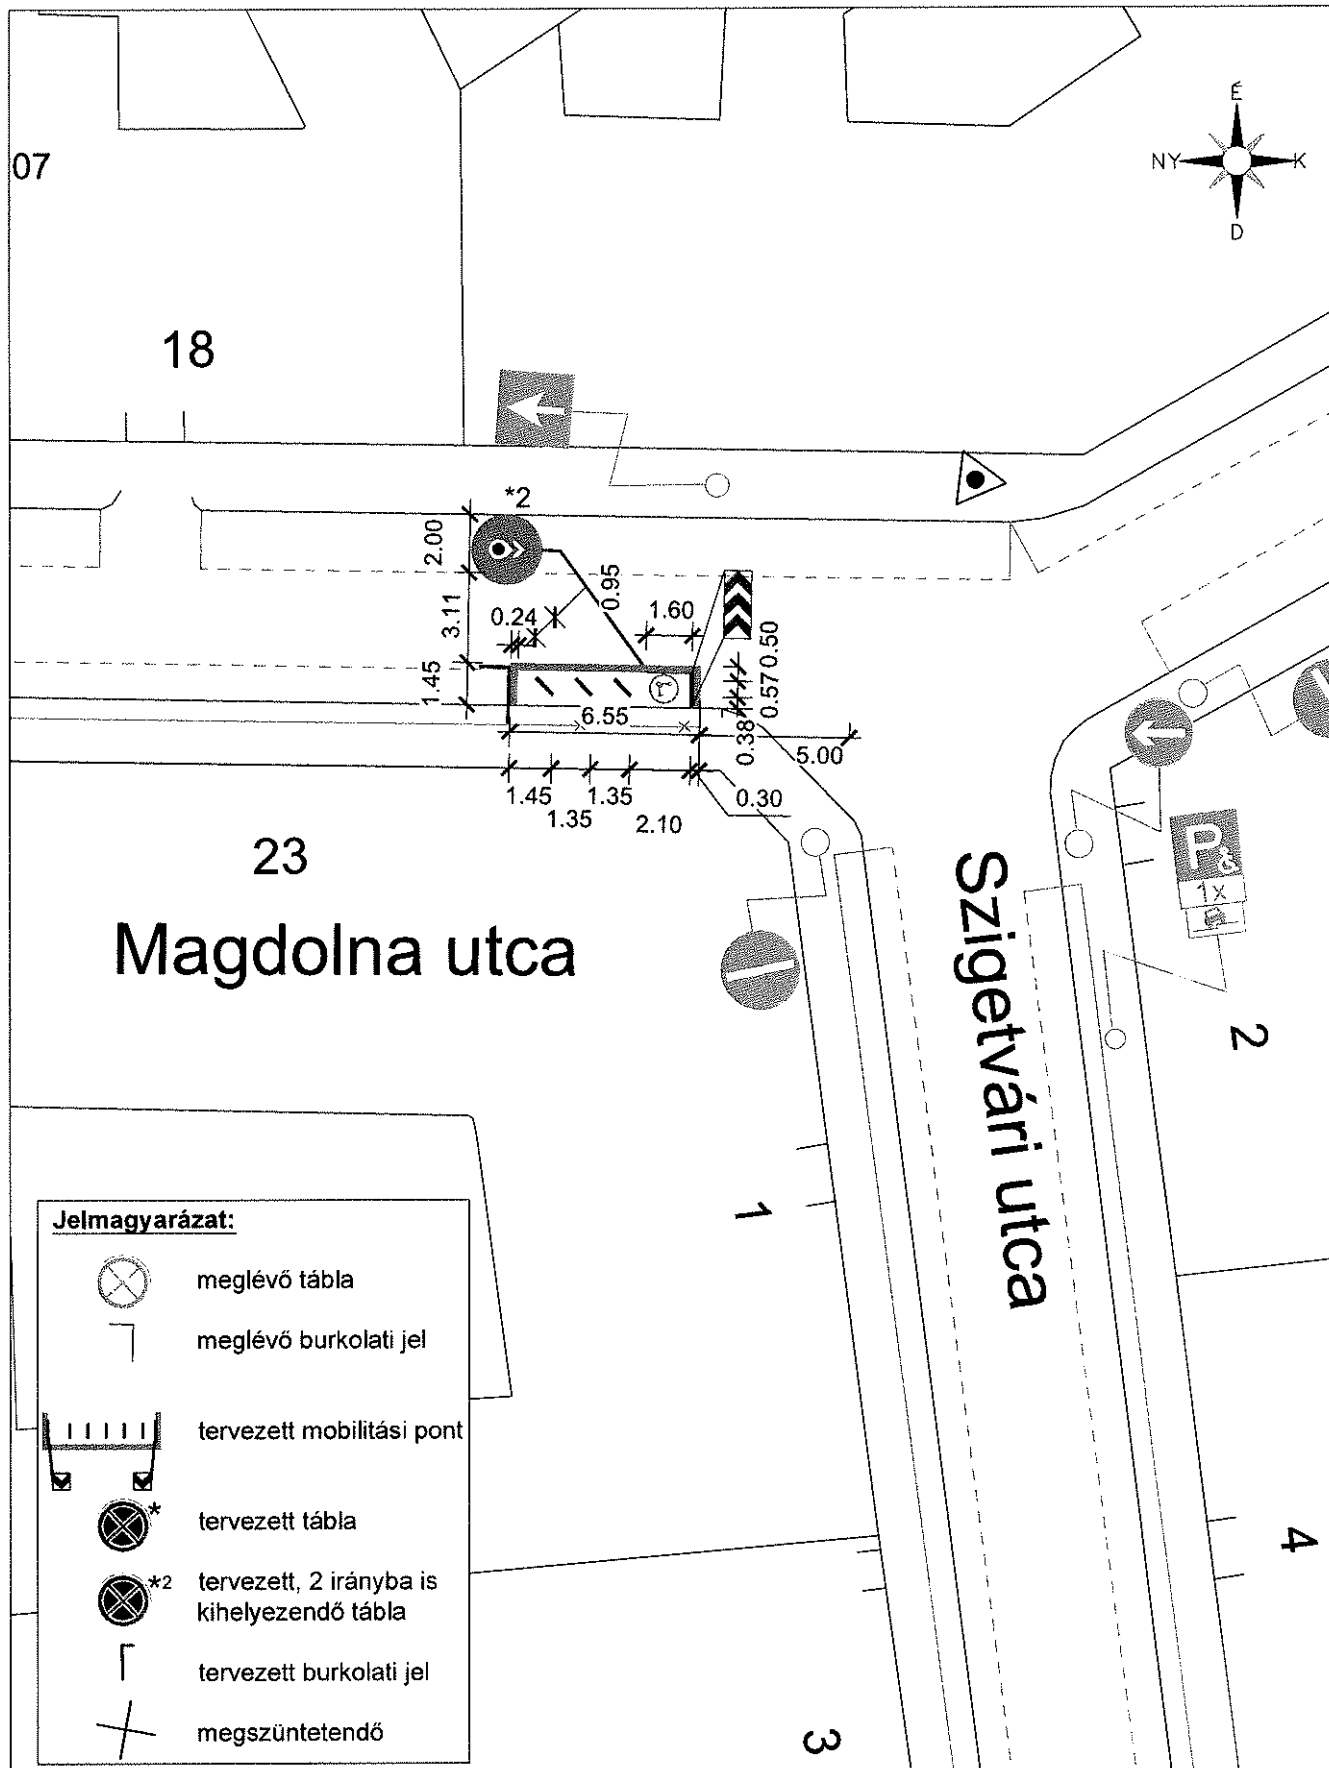 É
NY K
D
07
18
*2
2.00
3.11
1.45
0.24
0.95
1.60
0.50
0.57
0.38
6.55
5.00
1.45
1.35
1.35
2.10
0.30
23
Magdolna utca
Szigetvári utca
P
1x
2
1
4
3
Jelmagyarázat:
meglévő tábla
meglévő burkolati jel
tervezett mobilitási pont
* tervezett tábla
*2 tervezett, 2 irányba is
kihelyezendő tábla
tervezett burkolati jel
megszüntetendő